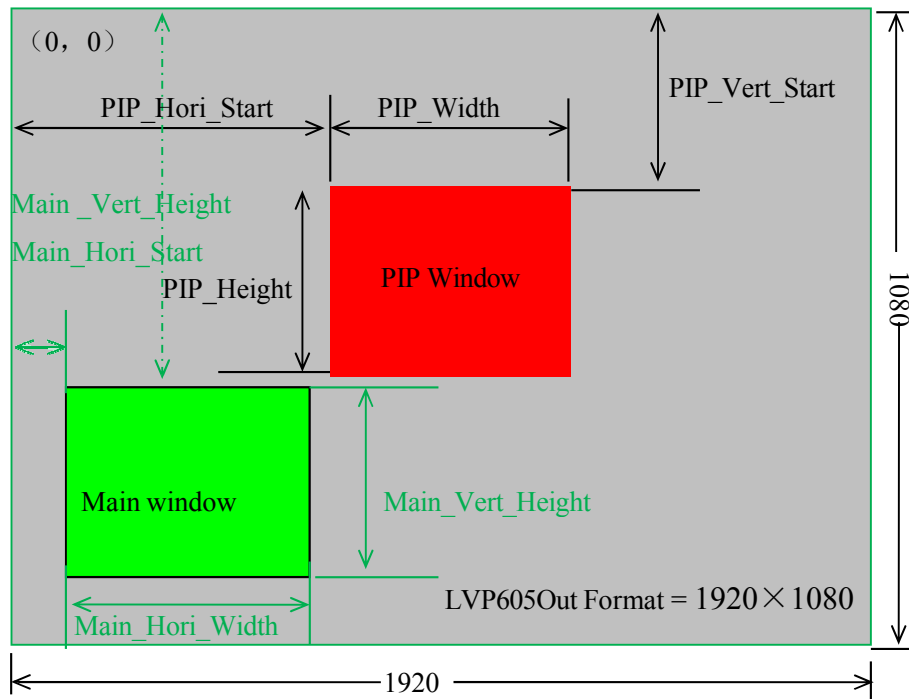 （0，0）
PIP_Vert_Start
PIP_Hori_Start
PIP_Width
Main _Vert_Height
Main_Hori_Start
PIP_Height
PIP Window
1080
Main window
Main_Vert_Height
LVP605Out Format = 1920×1080
Main_Hori_Width
1920